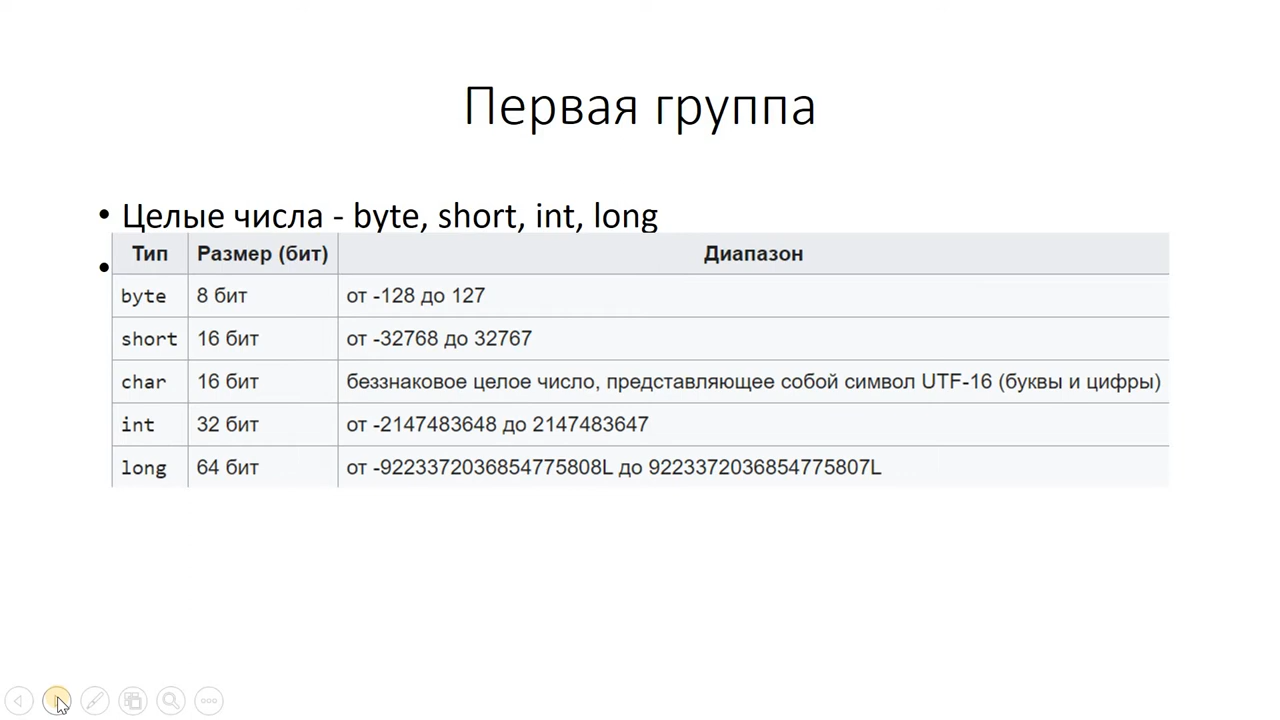 Первая группа
• Целые числа - byte, short, int, long
•
Тип Размер (бит) Диапазон
byte 8 бит от -128 до 127
short 16 бит от -32768 до 32767
char 16 бит беззнаковое целое число, представляющее собой символ UTF-16 (буквы и цифры)
int 32 бит от -2147483648 до 2147483647
long 64 бит от -9223372036854775808L до 9223372036854775807L